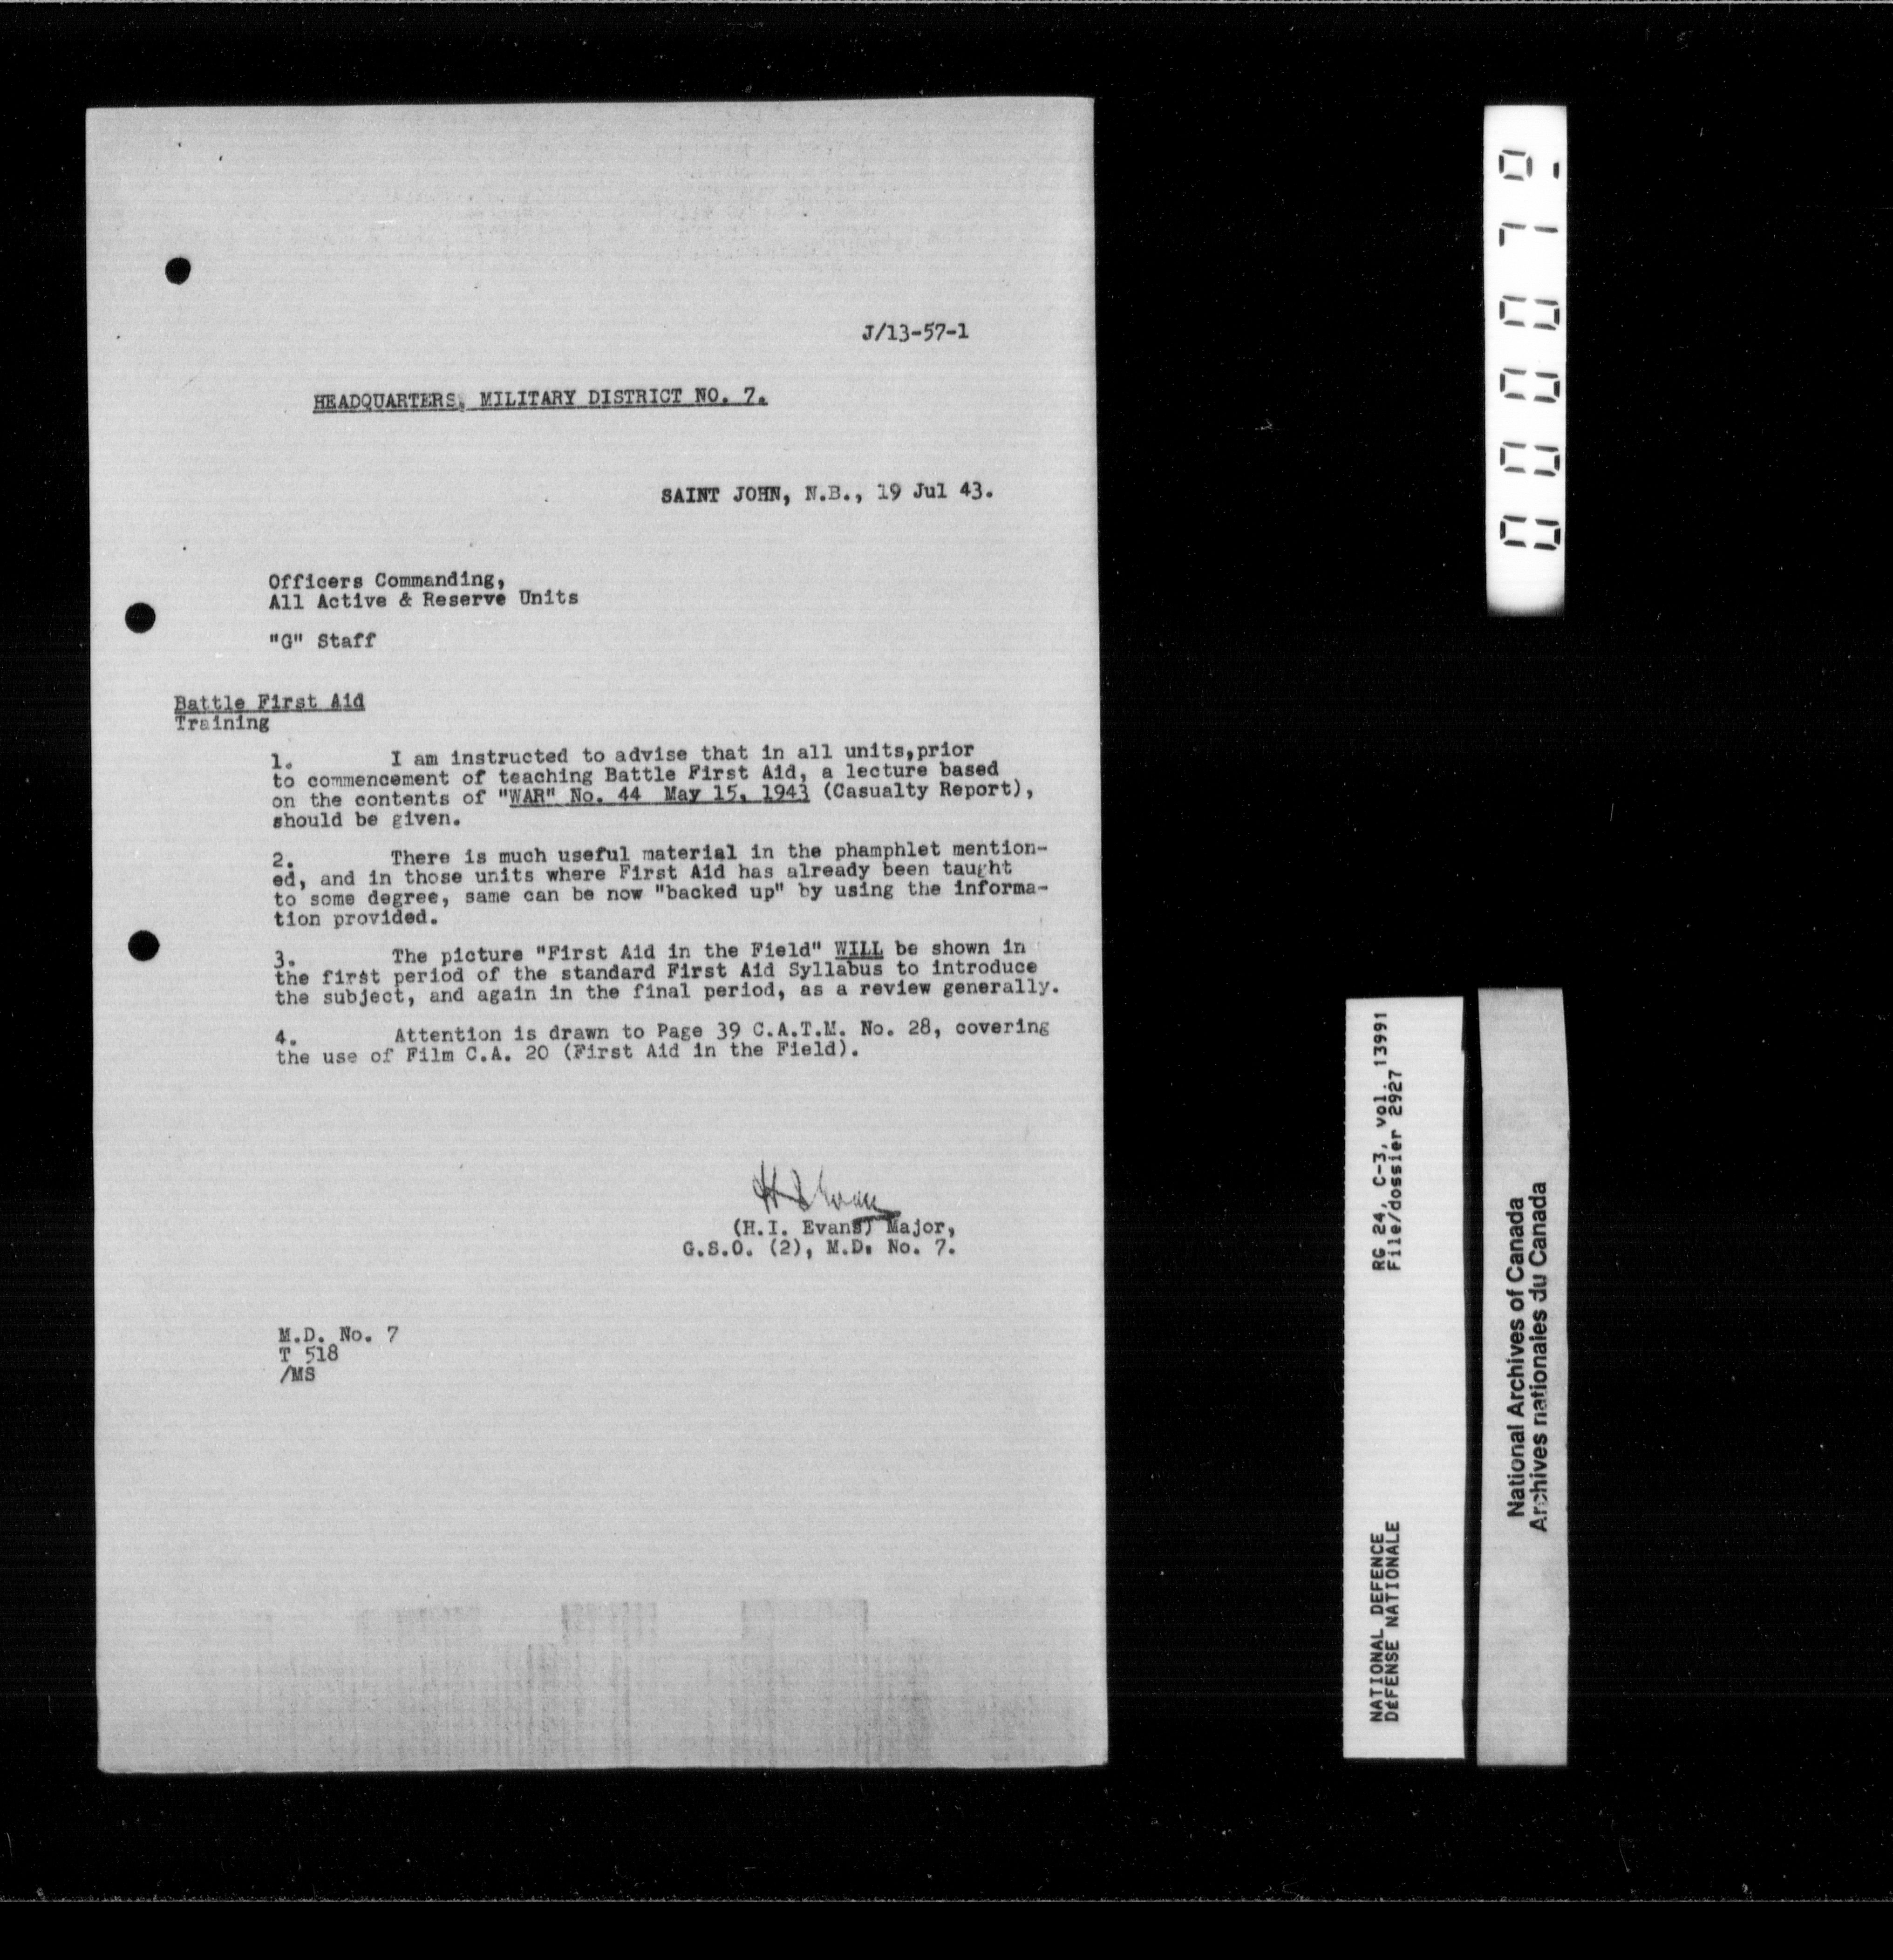 J/13-57-1
HEADQUARTERS, MILITARY DISTRICT NO. 7.
SAINT JOHN, N.B., 19 Jul 43.
Officers Commanding,
All Active & Reserve Units
"G" Staff
Battle First Aid
Training
1. I am instructed to advise that in all units,prior
to commencement of teaching Battle First Aid, a lecture based
on the contents of "WAR" No. 44 May 15, 1943 (Casualty Report),
should be given.
2. There is much useful material in the phamphlet mention-
ed, and in those units where First Aid has already been taught
to some degree, same can be now "backed up" by using the informa-
tion provided.
3. The picture "First Aid in the Field" WILL be shown in
the first period of the standard First Aid Syllabus to introduce
the subject, and again in the final period, as a review generally.
4. Attention is drawn to Page 39 C.A.T.M. No. 28, covering
the use of Film C.A. 20 (First Aid in the Field).
H I Evans
(H.I. Evans) Major,
G.S.O. (2), M.D. No. 7.
M.D. No. 7
T 518
/MS
000079
NATIONAL DEFENCE
DÉFENSE NATIONALE
RG 24, C-3, vol. 13991
File/dossier 2927
National Archives of Canada
Archives nationales du Canada